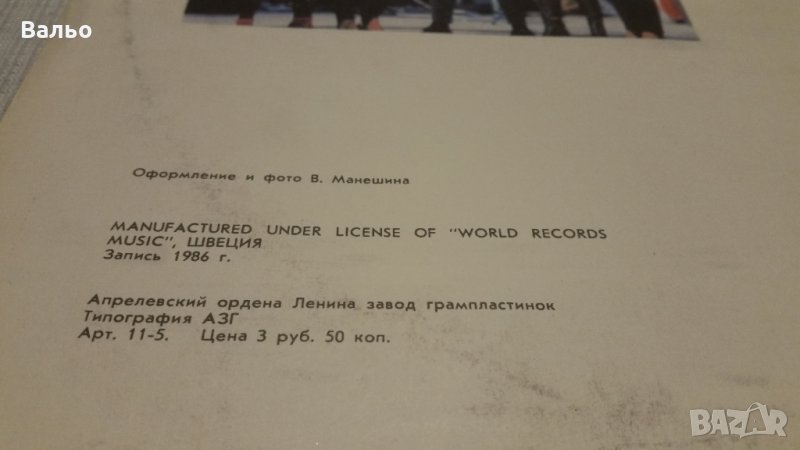 Вальо
Оформление и фото В. Манешина
MANUFACTURED UNDER LICENSE OF "WORLD RECORDS
MUSIC", ШВЕЦИЯ
Запись 1986 г.
Апрелевский ордена Ленина завод грампластинок
Типография АЗГ
Арт. 11-5. Цена 3 руб. 50 коп.
BAZAR